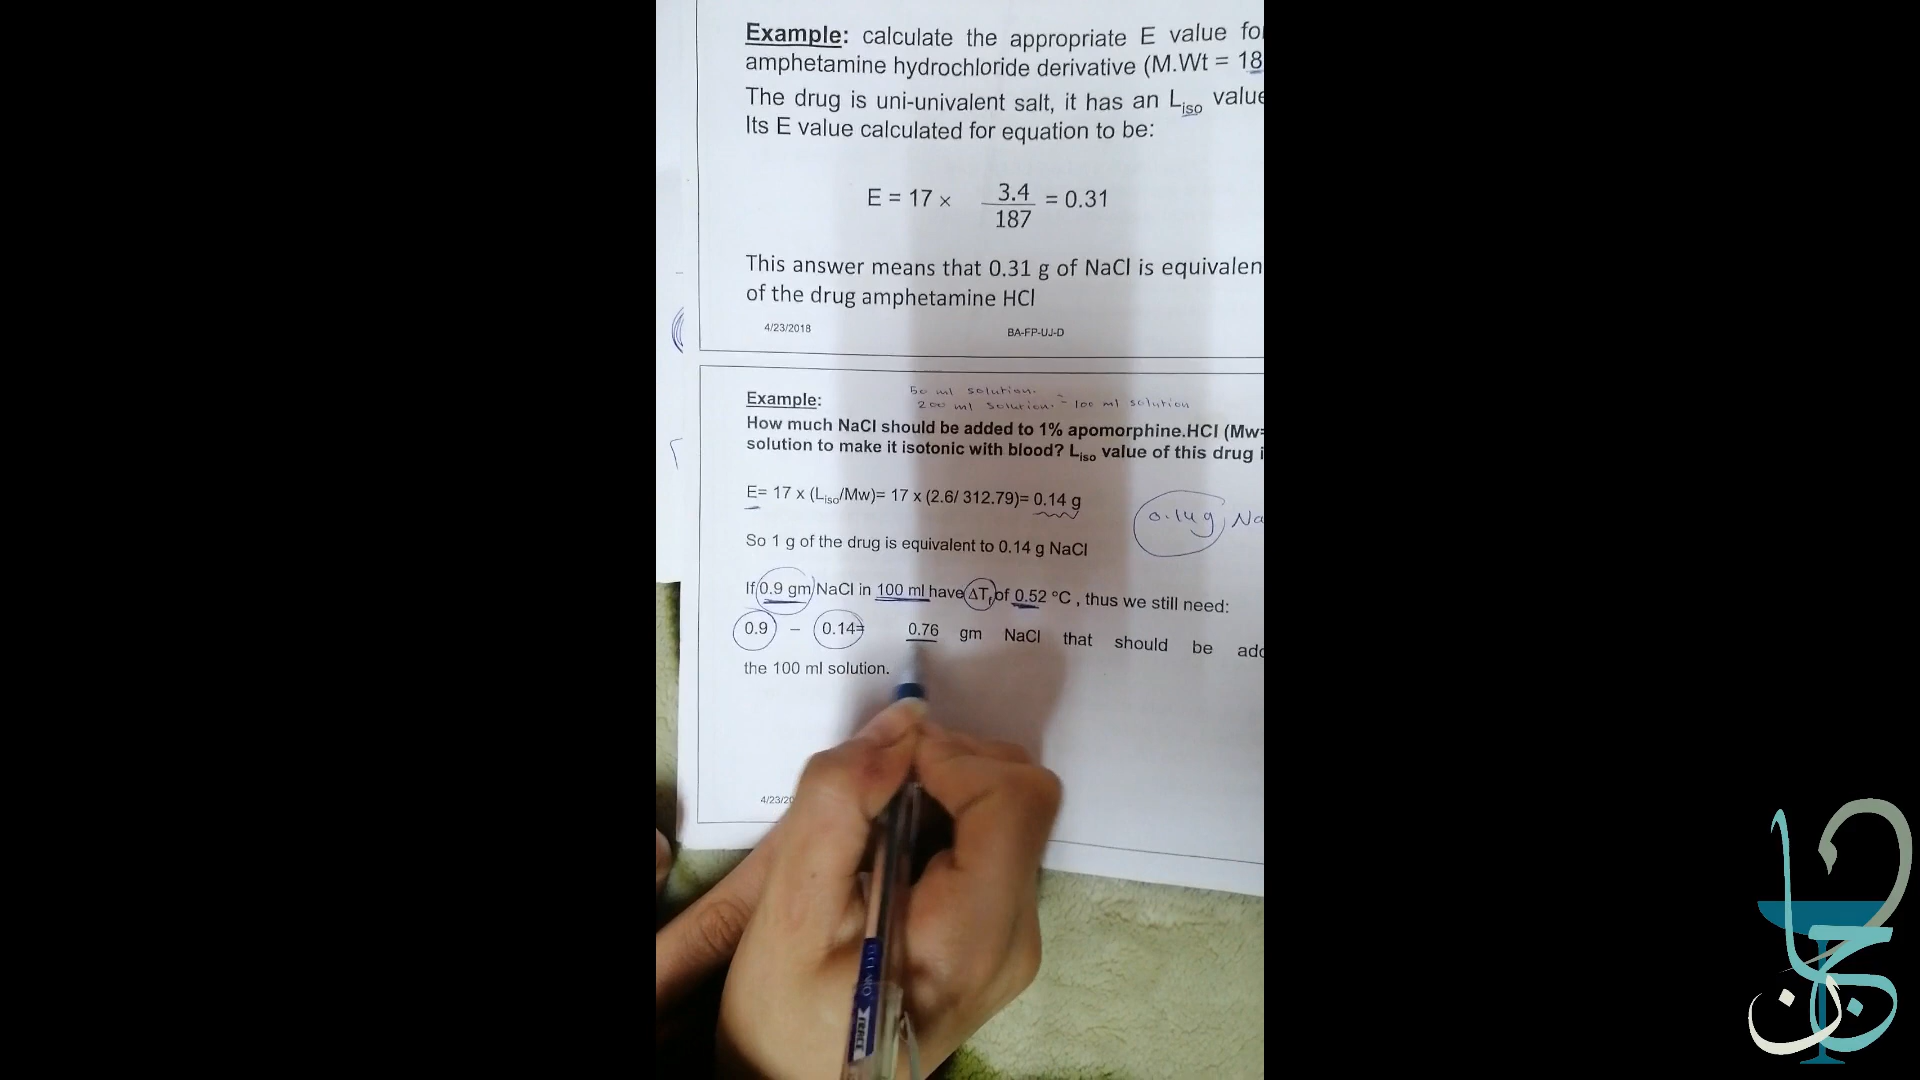 Example: calculate the appropriate E value
amphetamine hydrochloride derivative (M.Wt = 18
The drug is uni-univalent salt, it has an Liso value
Its E value calculated for equation to be:
E = 17 × 3.4 / 187 = 0.31
This answer means that 0.31 g of NaCl is equivalen
of the drug amphetamine HCl
4/23/2018 BA-FP-UJ-D
50 ml solution.
Example:
200 ml solution. 100 ml solution
How much NaCl should be added to 1% apomorphine.HCl (Mw=
solution to make it isotonic with blood? Liso value of this drug i
E= 17 x (Liso/Mw)= 17 x (2.6/ 312.79)= 0.14 g
0.14 g Na
So 1 g of the drug is equivalent to 0.14 g NaCl
If 0.9 gm NaCl in 100 ml have ΔTf of 0.52 °C , thus we still need:
0.9 – 0.14= 0.76 gm NaCl that should be
the 100 ml solution.
4/23/20
TRACE